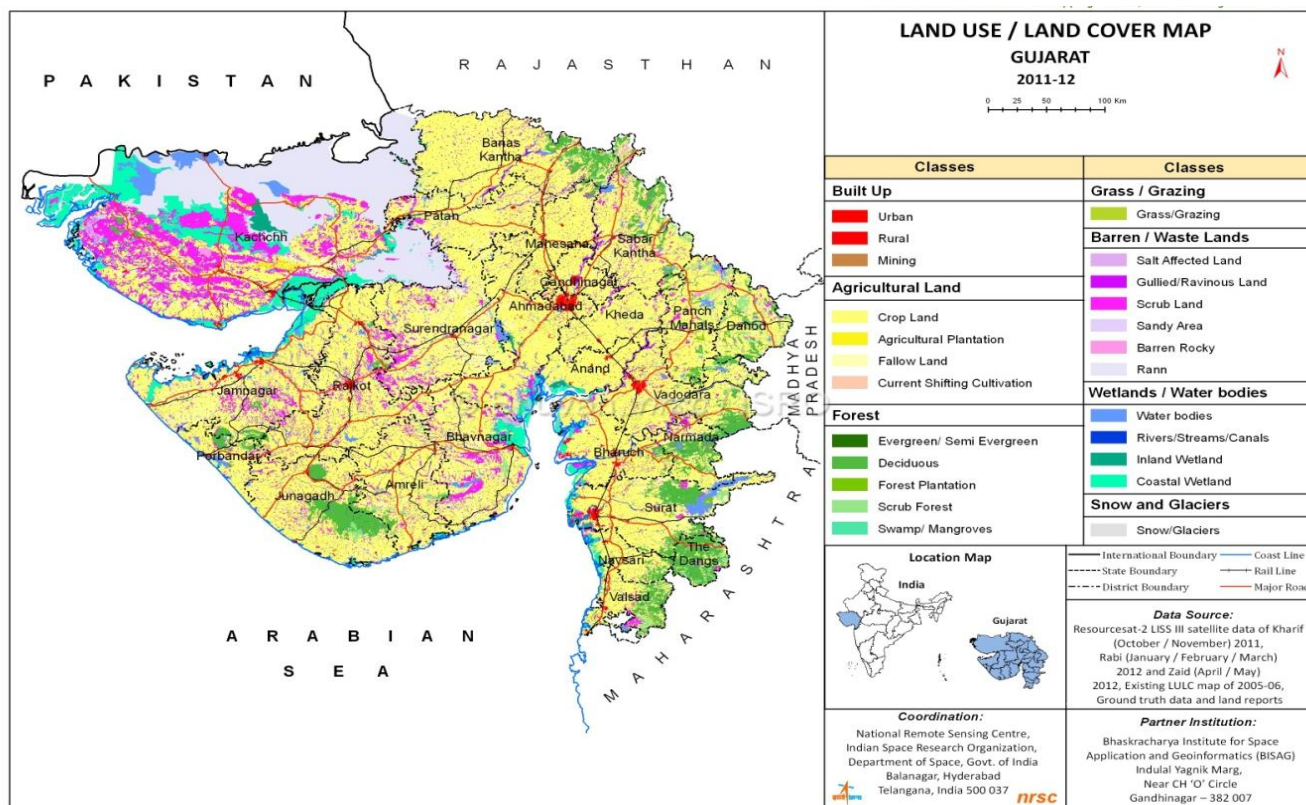 LAND USE / LAND COVER MAP
GUJARAT
2011-12
N
0 25 50 100 Km
PAKISTAN
RAJASTHAN
MADHYA
PRADESH
MAHARASHTRA
ARABIAN
SEA
Banas
Kantha
Patan
Kachchh
Mahesana
Sabar
Kantha
Gandhinagar
Ahmadabad
Kheda
Panch
Mahals
Dahod
Surendranagar
Anand
Jamnagar
Rajkot
Vadodara
Bhavnagar
Narmada
Porbandar
Bharuch
Junagadh
Amreli
Surat
The
Dangs
Navsari
Valsad
Classes
Built Up
Urban
Rural
Mining
Agricultural Land
Crop Land
Agricultural Plantation
Fallow Land
Current Shifting Cultivation
Forest
Evergreen/ Semi Evergreen
Deciduous
Forest Plantation
Scrub Forest
Swamp/ Mangroves
Classes
Grass / Grazing
Grass/Grazing
Barren / Waste Lands
Salt Affected Land
Gullied/Ravinous Land
Scrub Land
Sandy Area
Barren Rocky
Rann
Wetlands / Water bodies
Water bodies
Rivers/Streams/Canals
Inland Wetland
Coastal Wetland
Snow and Glaciers
Snow/Glaciers
Location Map
India
Gujarat
International Boundary
State Boundary
District Boundary
Coast Line
Rail Line
Major Road
Data Source:
Resourcesat-2 LISS III satellite data of Kharif
(October / November) 2011,
Rabi (January / February / March)
2012 and Zaid (April / May)
2012, Existing LULC map of 2005-06,
Ground truth data and land reports
Coordination:
National Remote Sensing Centre,
Indian Space Research Organization,
Department of Space, Govt. of India
Balanagar, Hyderabad
Telangana, India 500 037
nrsc
Partner Institution:
Bhaskracharya Institute for Space
Application and Geoinformatics (BISAG)
Indulal Yagnik Marg,
Near CH 'O' Circle
Gandhinagar – 382 007